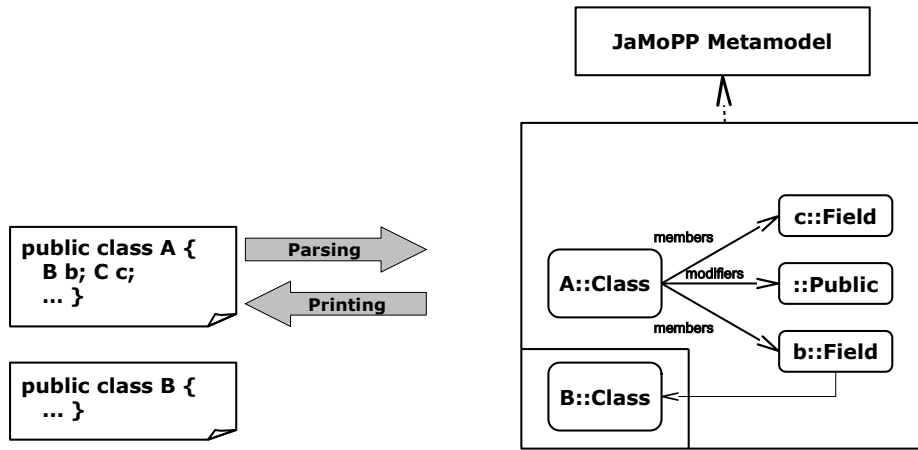 JaMoPP Metamodel
public class A {
B b; C c;
... }
Parsing
Printing
public class B {
... }
c::Field
members
modifiers
A::Class
::Public
members
b::Field
B::Class